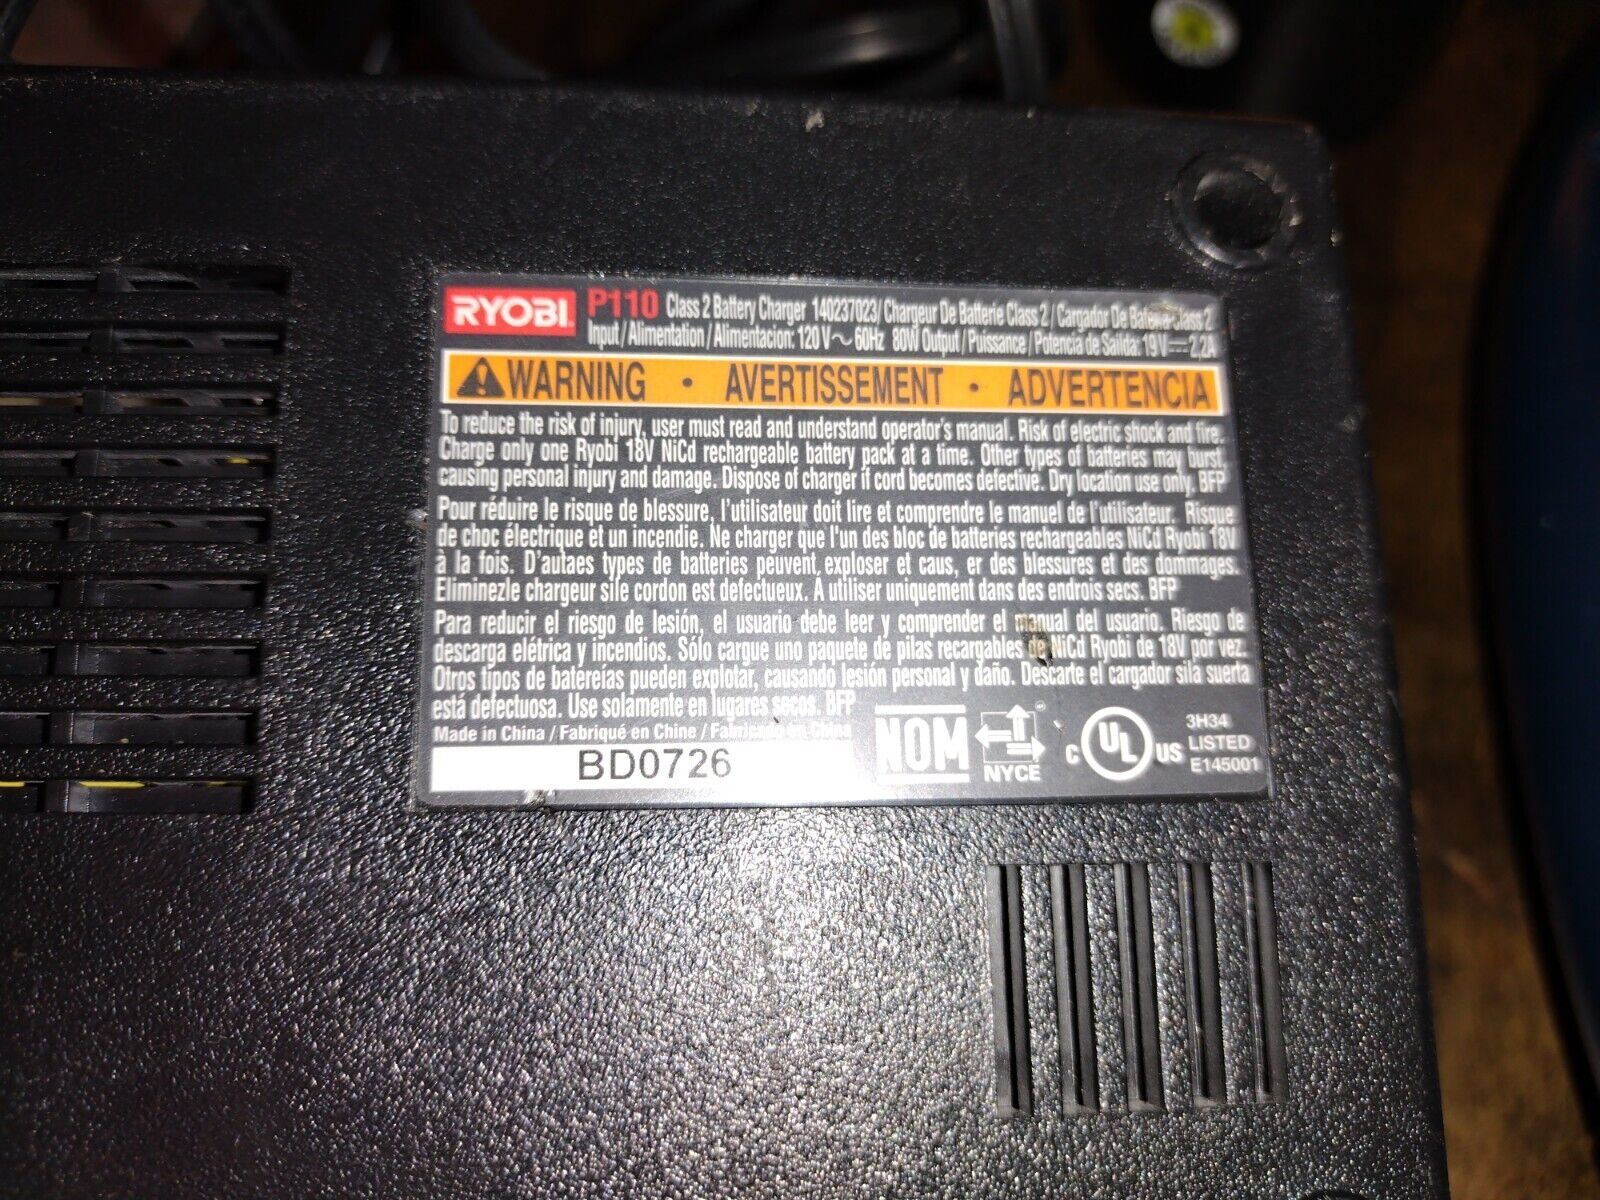 RYOBI P110 Class 2 Battery Charger 140237023 / Chargeur De Batterie Class 2 / Cargador De Batería Class 2
Input / Alimentation / Alimentacion: 120 V ~ 60Hz 80W Output / Puissance / Potencia de Salida: 19V ⎓ 2,2A
WARNING • AVERTISSEMENT • ADVERTENCIA
To reduce the risk of injury, user must read and understand operator's manual. Risk of electric shock and fire.
Charge only one Ryobi 18V NiCd rechargeable battery pack at a time. Other types of batteries may burst
causing personal injury and damage. Dispose of charger if cord becomes defective. Dry location use only. BFP
Pour réduire le risque de blessure, l'utilisateur doit lire et comprendre le manuel de l'utilisateur. Risque
de choc électrique et un incendie. Ne charger que l'un des bloc de batteries rechargeables NiCd Ryobi 18V
à la fois. D'autaes types de batteries peuvent exploser et caus, er des blessures et des dommages.
Eliminezle chargeur sile cordon est defectueux. A utiliser uniquement dans des endrois secs. BFP
Para reducir el riesgo de lesión, el usuario debe leer y comprender el manual del usuario. Riesgo de
descarga elétrica y incendios. Sólo cargue uno paquete de pilas recargables de NiCd Ryobi de 18V por vez.
Otros tipos de batereías pueden explotar, causando lesión personal y daño. Descarte el cargador sila suerta
está defectuosa. Use solamente en lugares secos. BFP
Made in China / Fabriqué en Chine / Fabricado en China
BD0726
NOM
NYCE
C UL US
3H34
LISTED
E145001